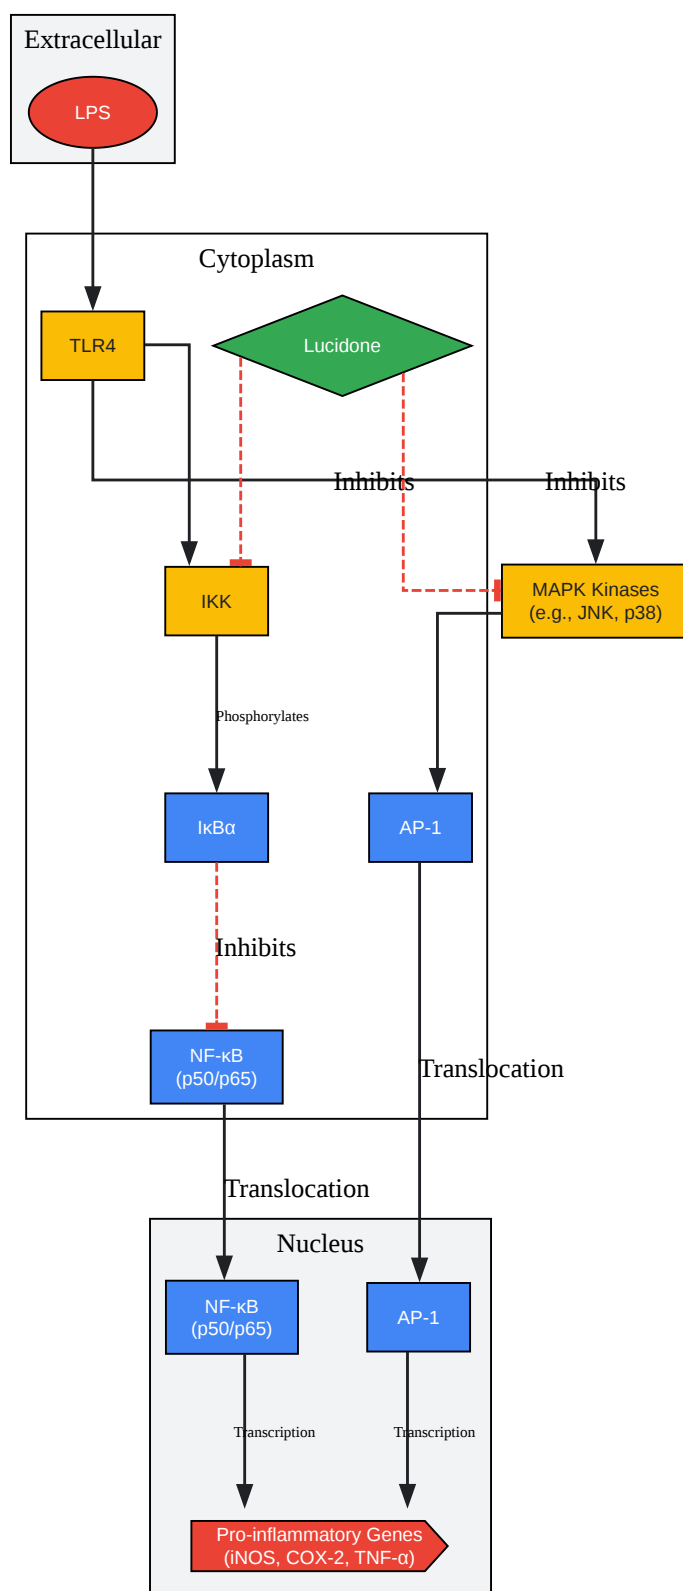 Extracellular
LPS
Cytoplasm
TLR4
Lucidone
Inhibits
Inhibits
IKK
MAPK Kinases
(e.g., JNK, p38)
Phosphorylates
IκBα
AP-1
Inhibits
NF-κB
(p50/p65)
Translocation
Translocation
Nucleus
NF-κB
(p50/p65)
AP-1
Transcription
Transcription
Pro-inflammatory Genes
(iNOS, COX-2, TNF-α)